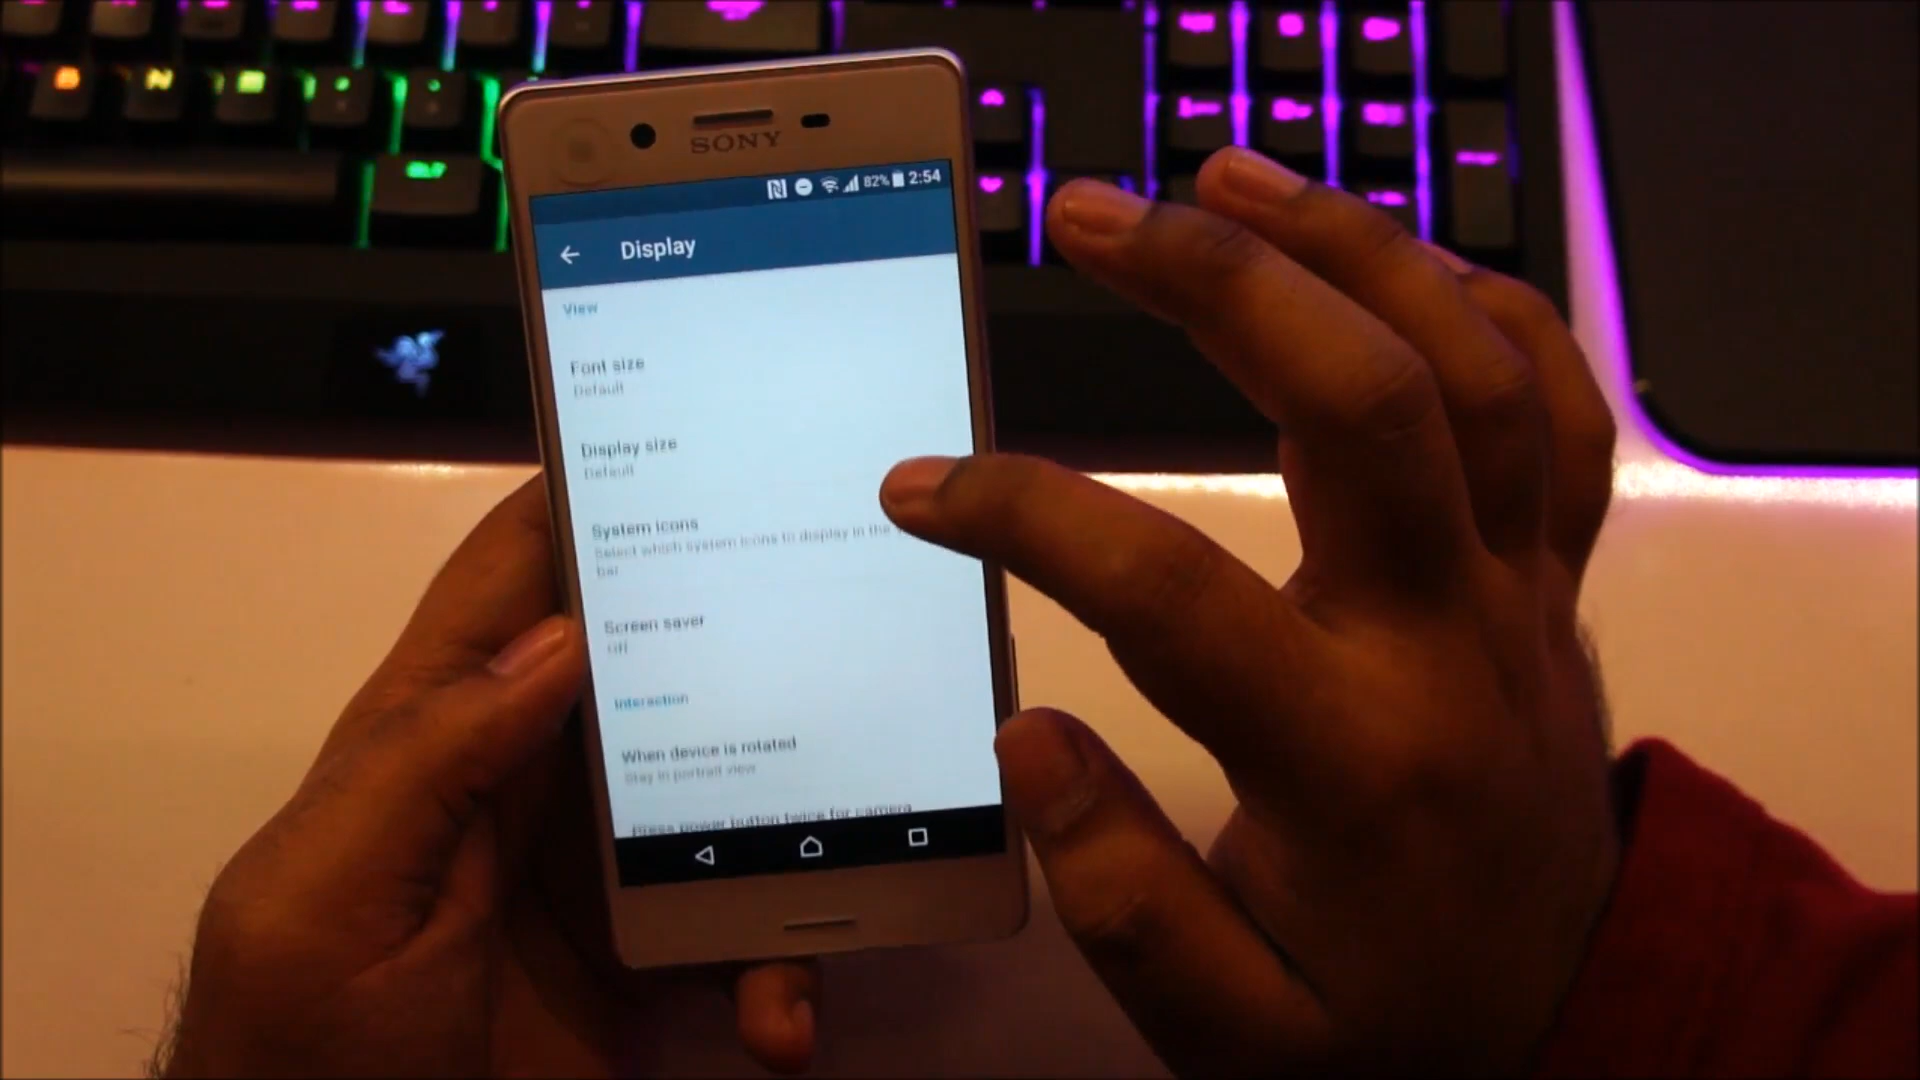 SONY
82% 2:54
Display
View
Font size
Default
Display size
Default
System icons
Select which system icons to display in the
bar
Screen saver
Off
Interaction
When device is rotated
Stay in portrait view
Press power button twice for camera